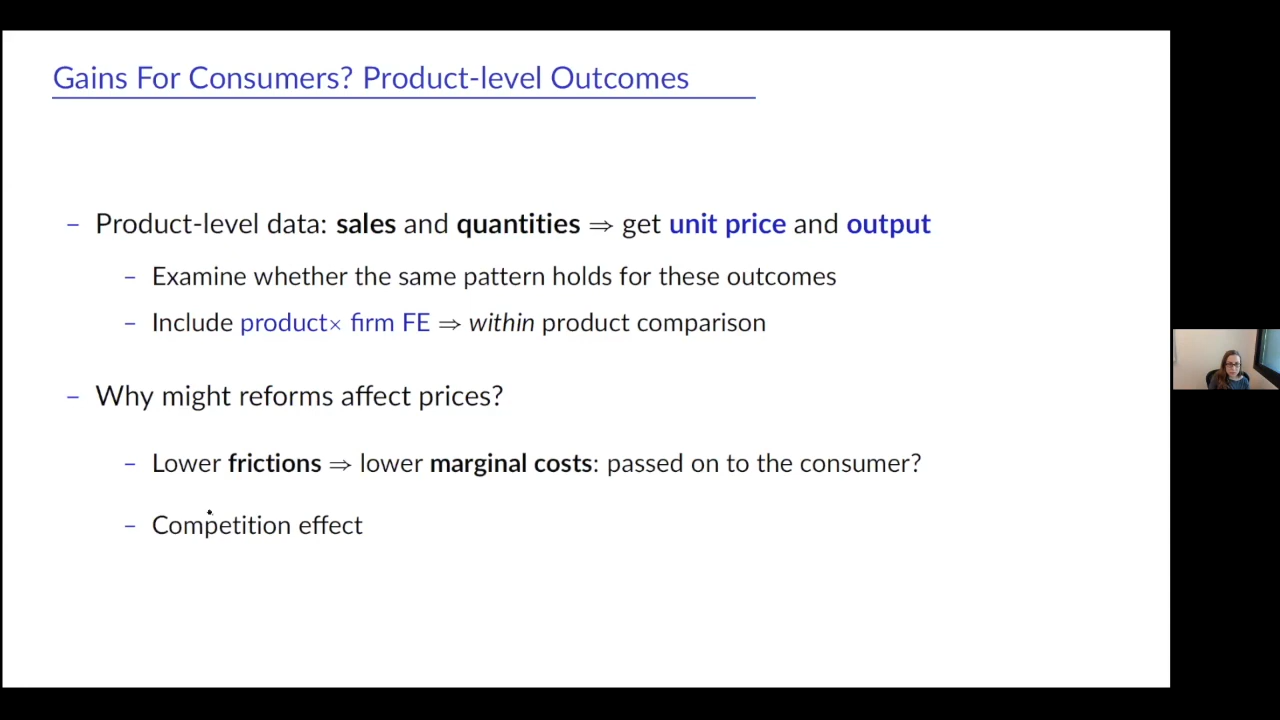 Gains For Consumers? Product-level Outcomes
– Product-level data: sales and quantities ⇒ get unit price and output
– Examine whether the same pattern holds for these outcomes
– Include product× firm FE ⇒ within product comparison
– Why might reforms affect prices?
– Lower frictions ⇒ lower marginal costs: passed on to the consumer?
– Competition effect